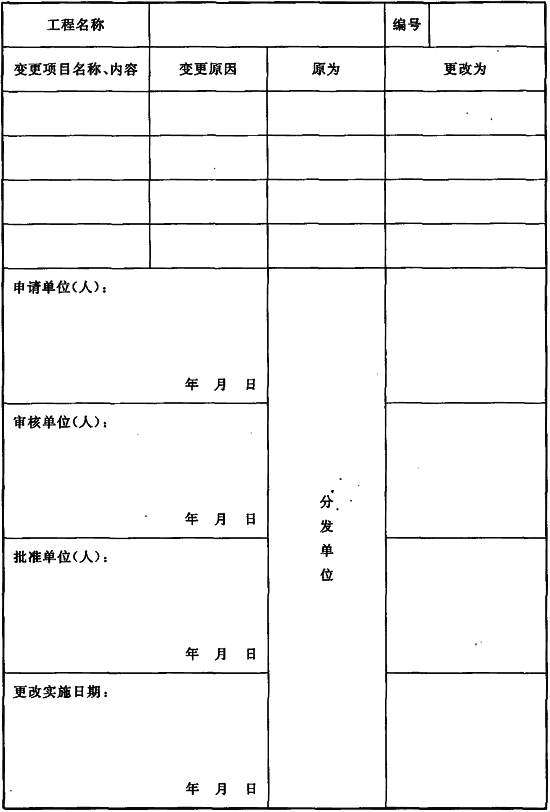 工程名称 编号
变更项目名称、内容 变更原因 原为 更改为
申请单位(人):
年 月 日
审核单位(人):
年 月 日
分发单位
批准单位(人):
年 月 日
更改实施日期:
年 月 日